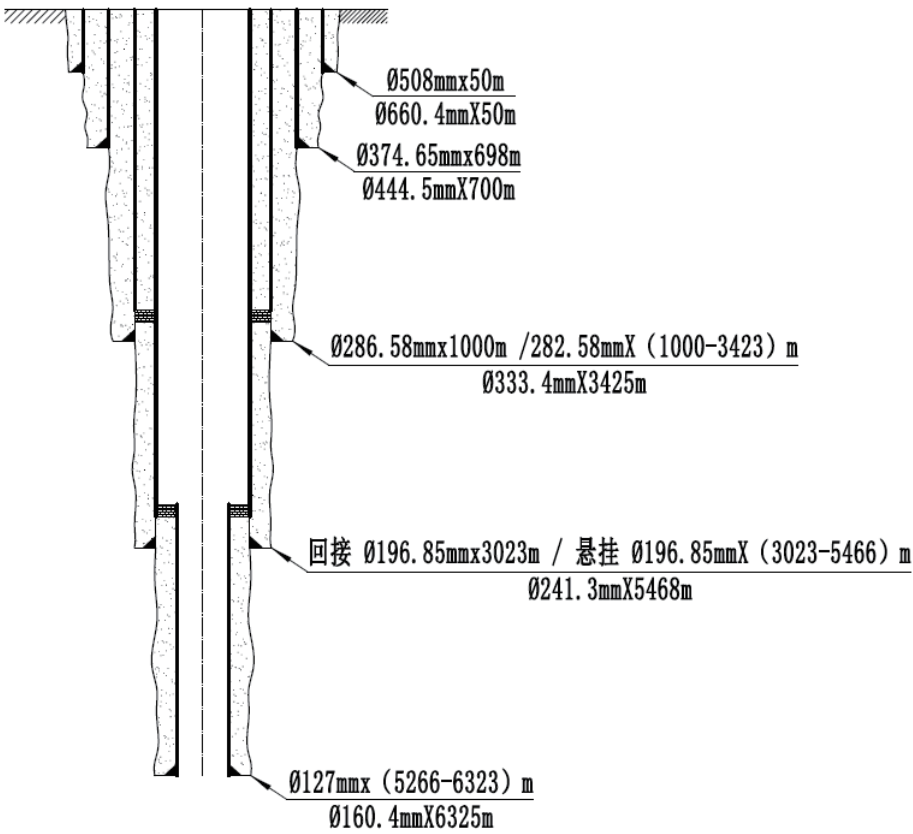 Ø508mmx50m
Ø660.4mmX50m
Ø374.65mmx698m
Ø444.5mmX700m
Ø286.58mmx1000m /282.58mmX（1000-3423）m
Ø333.4mmX3425m
回接 Ø196.85mmx3023m / 悬挂 Ø196.85mmX（3023-5466）m
Ø241.3mmX5468m
Ø127mmx（5266-6323）m
Ø160.4mmX6325m